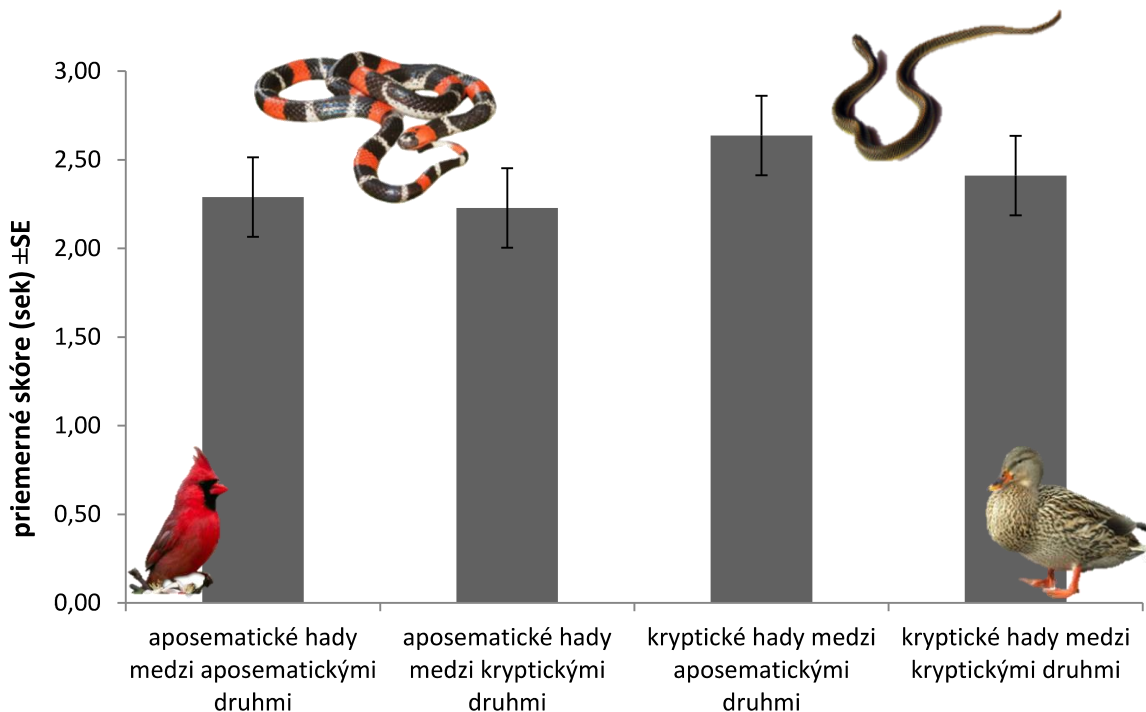 priemerné skóre (sek) ±SE
3,00
2,50
2,00
1,50
1,00
0,50
0,00
aposematické hady
medzi aposematickými
druhmi
aposematické hady
medzi kryptickými
druhmi
kryptické hady medzi
aposematickými
druhmi
kryptické hady medzi
kryptickými druhmi